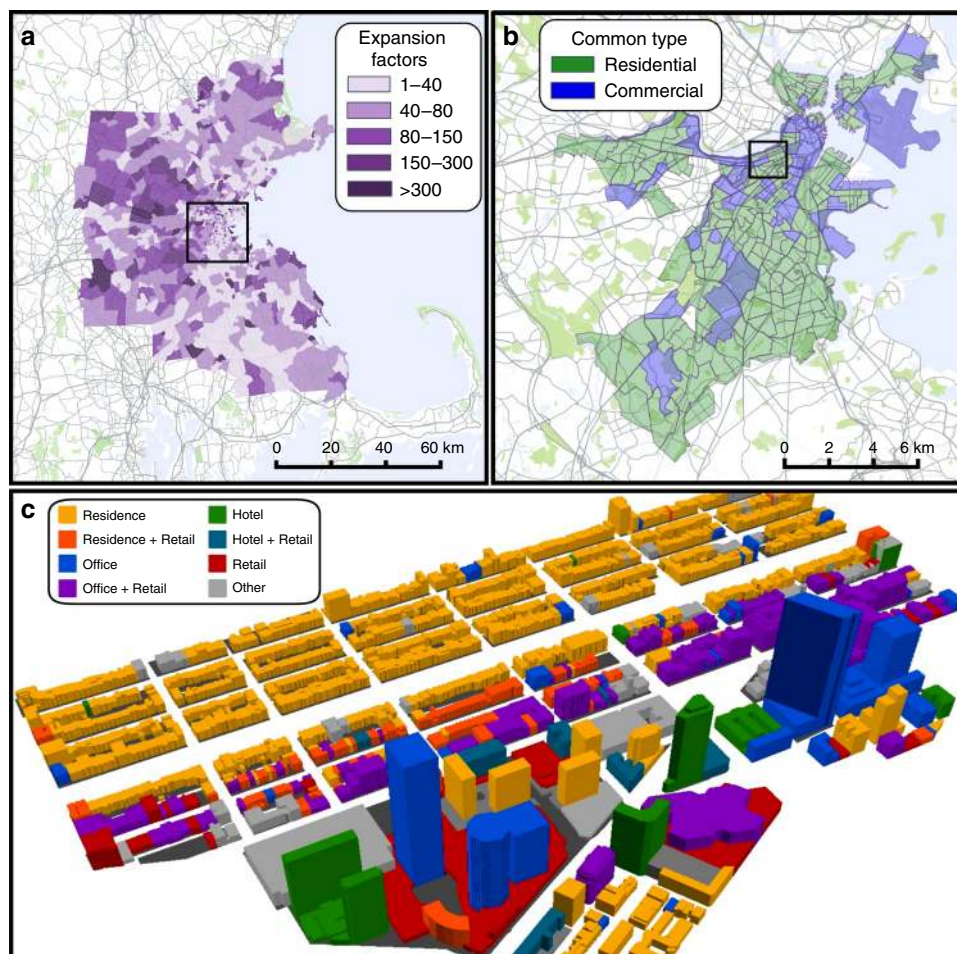 a
Expansion
factors
1–40
40–80
80–150
150–300
>300
0 20 40 60 km
b
Common type
Residential
Commercial
0 2 4 6 km
c
Residence
Residence + Retail
Office
Office + Retail
Hotel
Hotel + Retail
Retail
Other